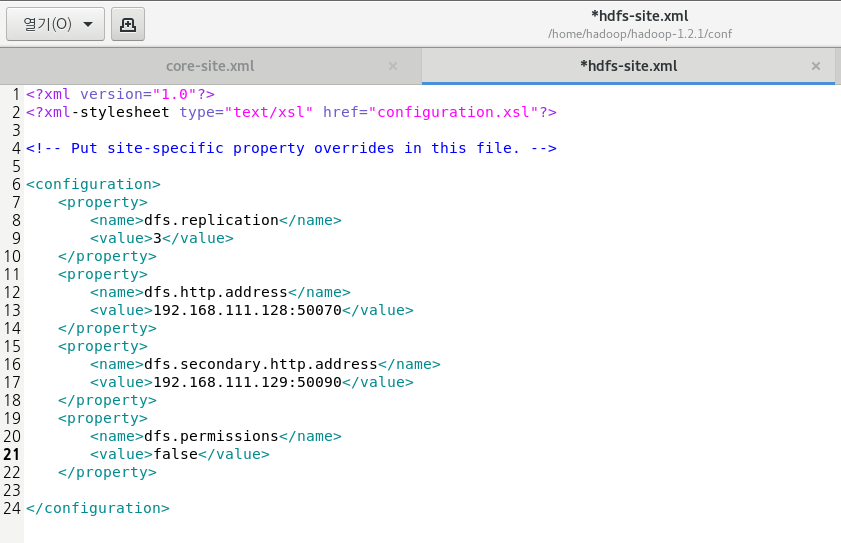 열기(O)
*hdfs-site.xml
/home/hadoop/hadoop-1.2.1/conf
core-site.xml ×
*hdfs-site.xml ×
1 <?xml version="1.0"?>
2 <?xml-stylesheet type="text/xsl" href="configuration.xsl"?>
3
4 <!-- Put site-specific property overrides in this file. -->
5
6 <configuration>
7 <property>
8 <name>dfs.replication</name>
9 <value>3</value>
10 </property>
11 <property>
12 <name>dfs.http.address</name>
13 <value>192.168.111.128:50070</value>
14 </property>
15 <property>
16 <name>dfs.secondary.http.address</name>
17 <value>192.168.111.129:50090</value>
18 </property>
19 <property>
20 <name>dfs.permissions</name>
21 <value>false</value>
22 </property>
23
24 </configuration>